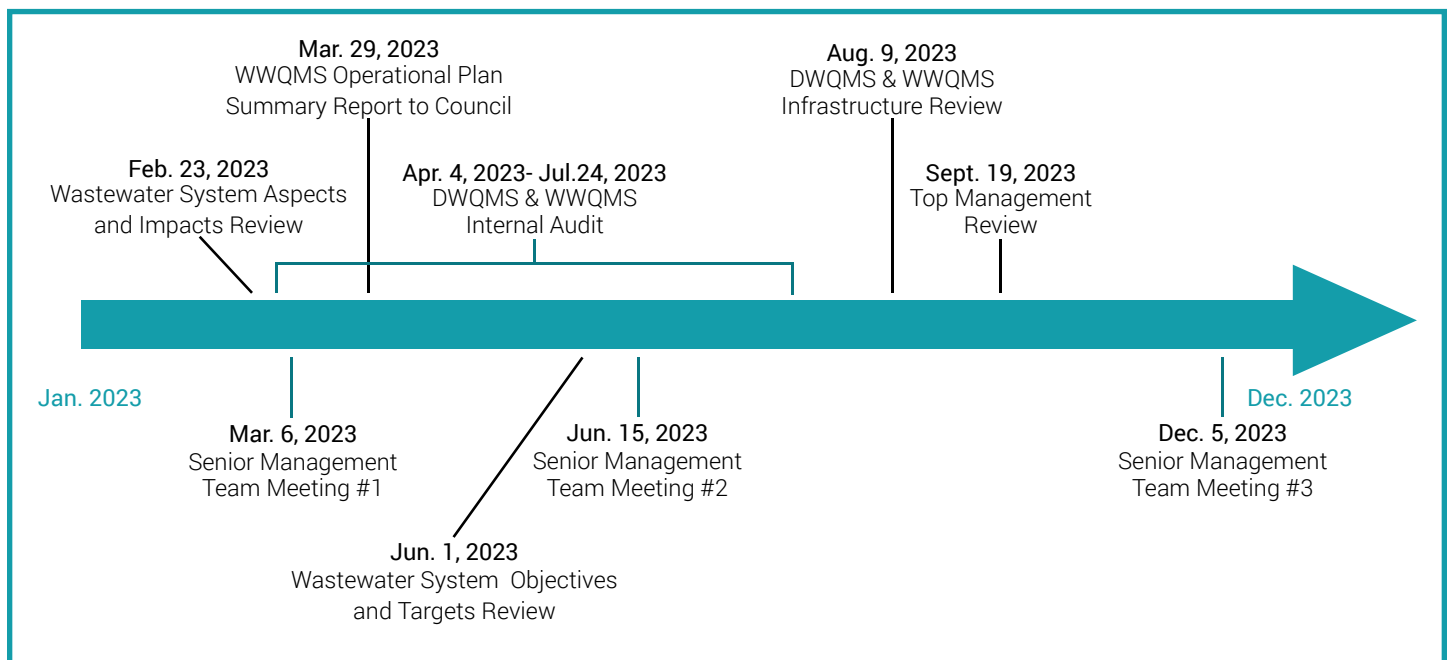 Mar. 29, 2023
WWQMS Operational Plan
Summary Report to Council
Aug. 9, 2023
DWQMS & WWQMS
Infrastructure Review
Feb. 23, 2023
Wastewater System Aspects
and Impacts Review
Apr. 4, 2023- Jul.24, 2023
DWQMS & WWQMS
Internal Audit
Sept. 19, 2023
Top Management
Review
Jan. 2023
Dec. 2023
Mar. 6, 2023
Senior Management
Team Meeting #1
Jun. 15, 2023
Senior Management
Team Meeting #2
Dec. 5, 2023
Senior Management
Team Meeting #3
Jun. 1, 2023
Wastewater System  Objectives
and Targets Review